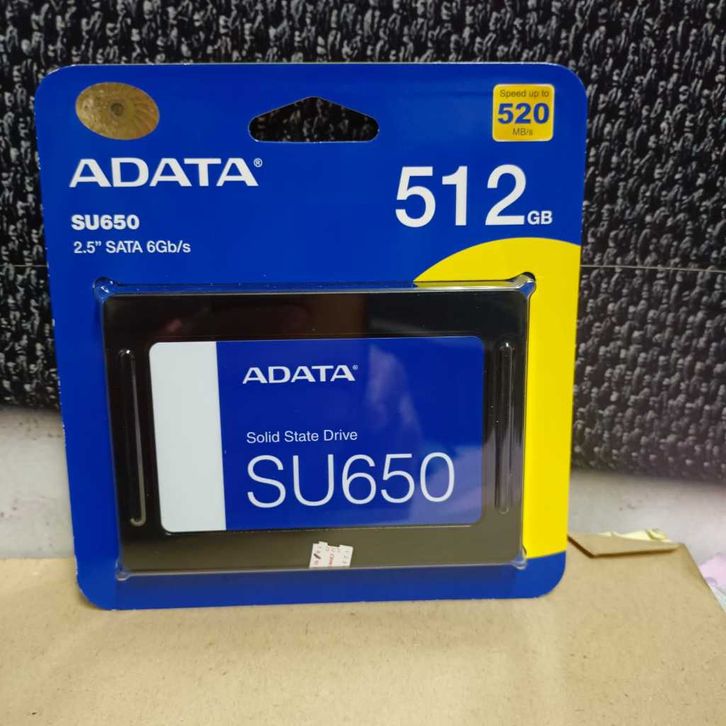 Speed up to
520
MB/s
ADATA®
512GB
SU650
2.5" SATA 6Gb/s
ADATA®
Solid State Drive
SU650